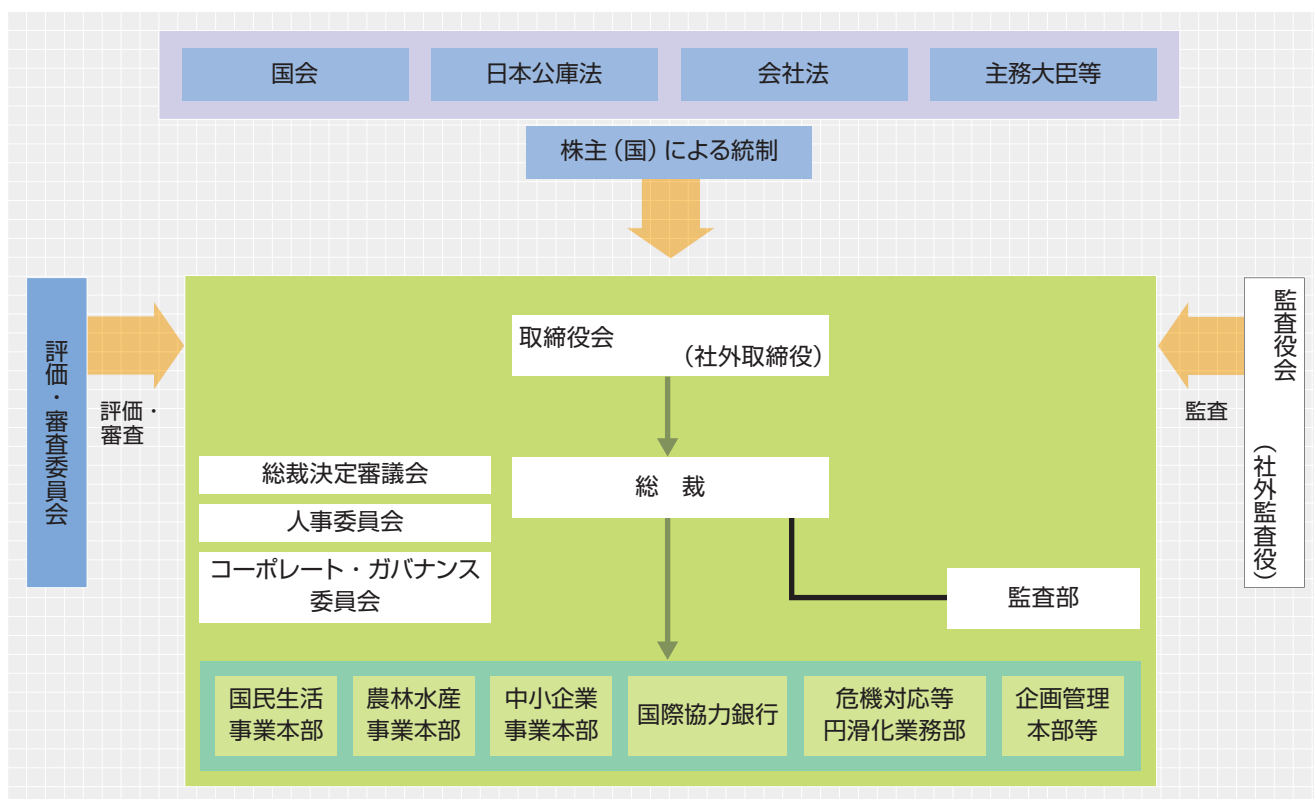 国会
日本公庫法
会社法
主務大臣等
株主（国）による統制
評価・審査委員会
評価・
審査
取締役会
（社外取締役）
監査役会
（社外監査役）
監査
総裁決定審議会
人事委員会
コーポレート・ガバナンス
委員会
総　裁
監査部
国民生活
事業本部
農林水産
事業本部
中小企業
事業本部
国際協力銀行
危機対応等
円滑化業務部
企画管理
本部等